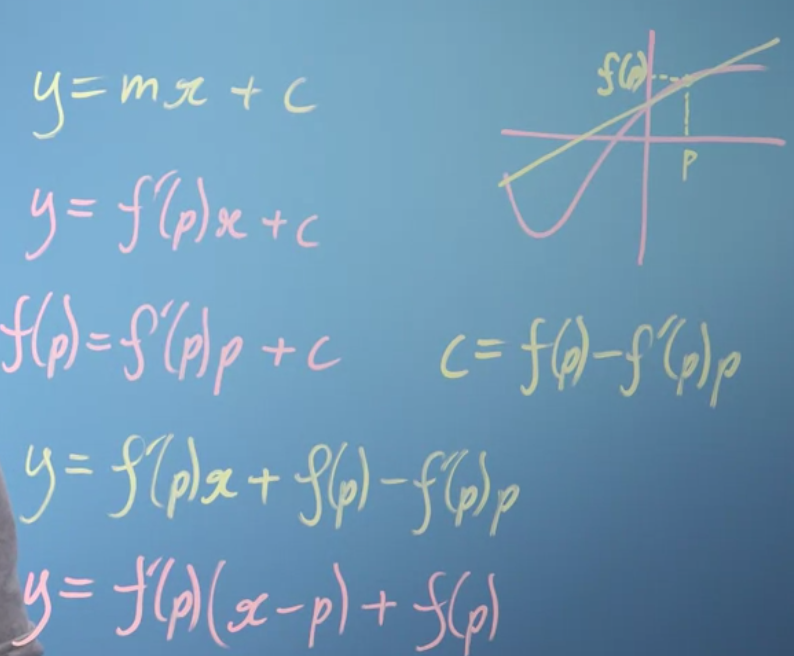 y = mx + c
f(p)
p
y = f'(p)x + c
f(p) = f'(p)p + c
c = f(p) - f'(p)p
y = f'(p)x + f(p) - f'(p)p
y = f'(p)(x - p) + f(p)